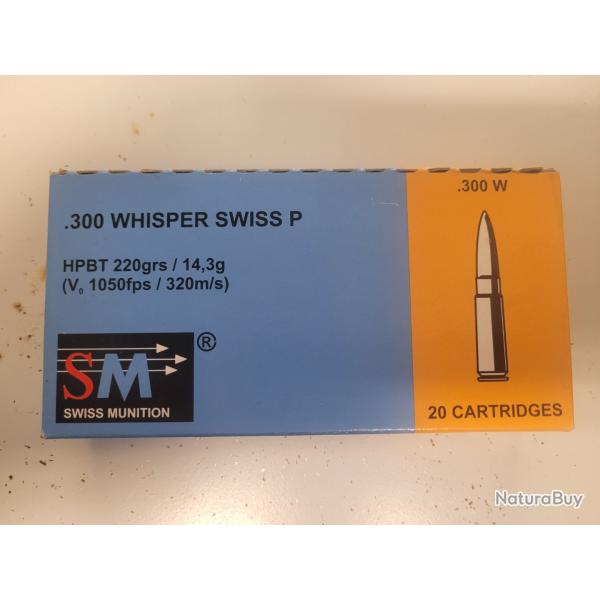 .300 WHISPER SWISS P
HPBT 220grs / 14,3g
(V₀ 1050fps / 320m/s)
SM ®
SWISS MUNITION
.300 W
20 CARTRIDGES
NaturaBuy